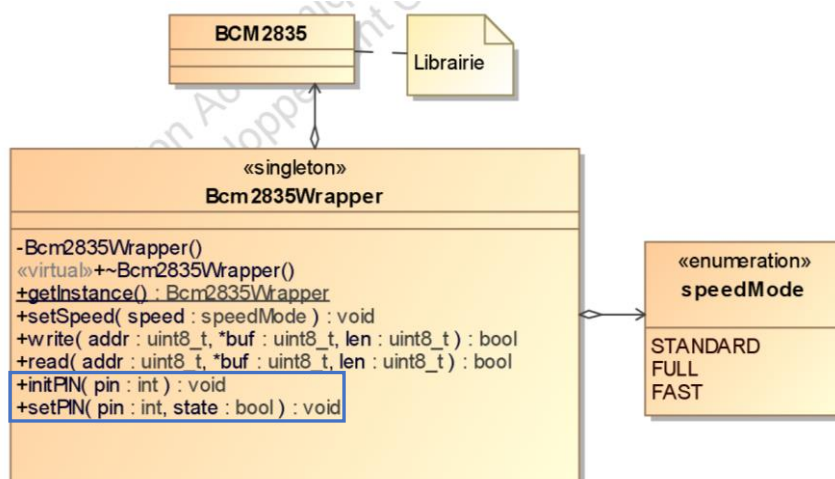 BCM2835
Librairie
«singleton»
Bcm2835Wrapper
-Bcm2835Wrapper()
«virtual»+~Bcm2835Wrapper()
+getInstance() : Bcm2835Wrapper
+setSpeed( speed : speedMode ) : void
+write( addr : uint8_t, *buf : uint8_t, len : uint8_t ) : bool
+read( addr : uint8_t, *buf : uint8_t, len : uint8_t ) : bool
+initPIN( pin : int ) : void
+setPIN( pin : int, state : bool ) : void
«enumeration»
speedMode
STANDARD
FULL
FAST